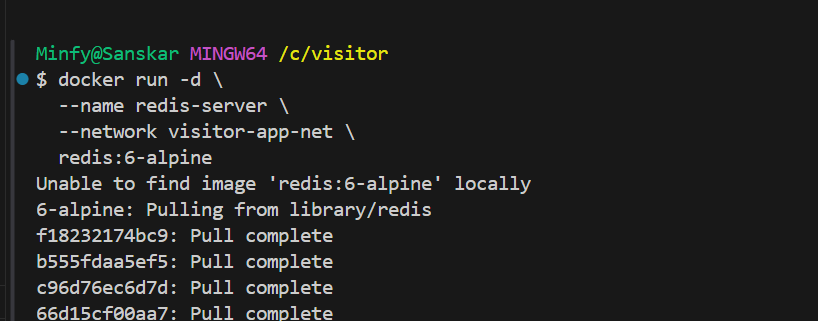 Minfy@Sanskar MINGW64 /c/visitor
$ docker run -d \
--name redis-server \
--network visitor-app-net \
redis:6-alpine
Unable to find image 'redis:6-alpine' locally
6-alpine: Pulling from library/redis
f18232174bc9: Pull complete
b555fdaa5ef5: Pull complete
c96d76ec6d7d: Pull complete
66d15cf00aa7: Pull complete